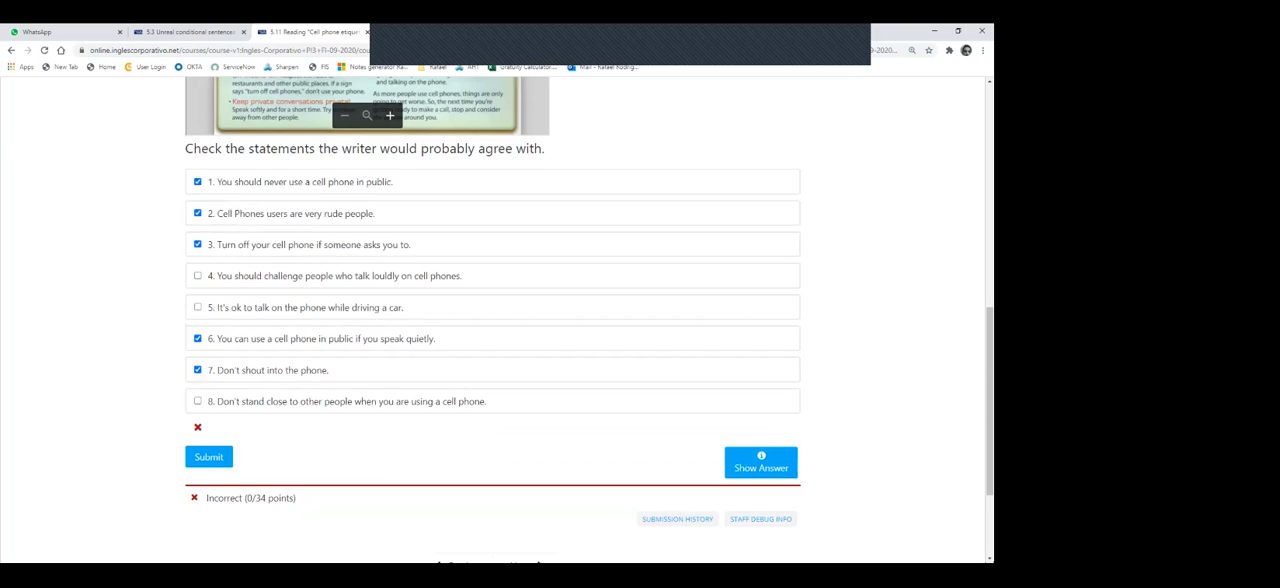 WhatsApp
5.3 Unreal conditional sentence
5.11 Reading "Cell phone etique
online.inglescorporativo.net/courses/course-v1:Ingles-Corporativo+PI3+FI-09-2020/cou
0-2020/...
Apps New Tab Home User Login OKTA ServiceNow Sharpen FIS Notes generator Ra... Rafael AHT Gratuity Calculator... Mail - Rafael Rodrig...
restaurants and other public places. If a sign
says "turn off cell phones," don't use your phone.
• Keep private conversations private!
Speak softly and for a short time. Try
away from other people.
and talking on the phone.
As more people use cell phones, things are only
going to get worse. So, the next time you're
ready to make a call, stop and consider
around you.
Check the statements the writer would probably agree with.
1. You should never use a cell phone in public.
2. Cell Phones users are very rude people.
3. Turn off your cell phone if someone asks you to.
4. You should challenge people who talk louldly on cell phones.
5. It's ok to talk on the phone while driving a car.
6. You can use a cell phone in public if you speak quietly.
7. Don't shout into the phone.
8. Don't stand close to other people when you are using a cell phone.
Submit
Show Answer
Incorrect (0/34 points)
SUBMISSION HISTORY
STAFF DEBUG INFO